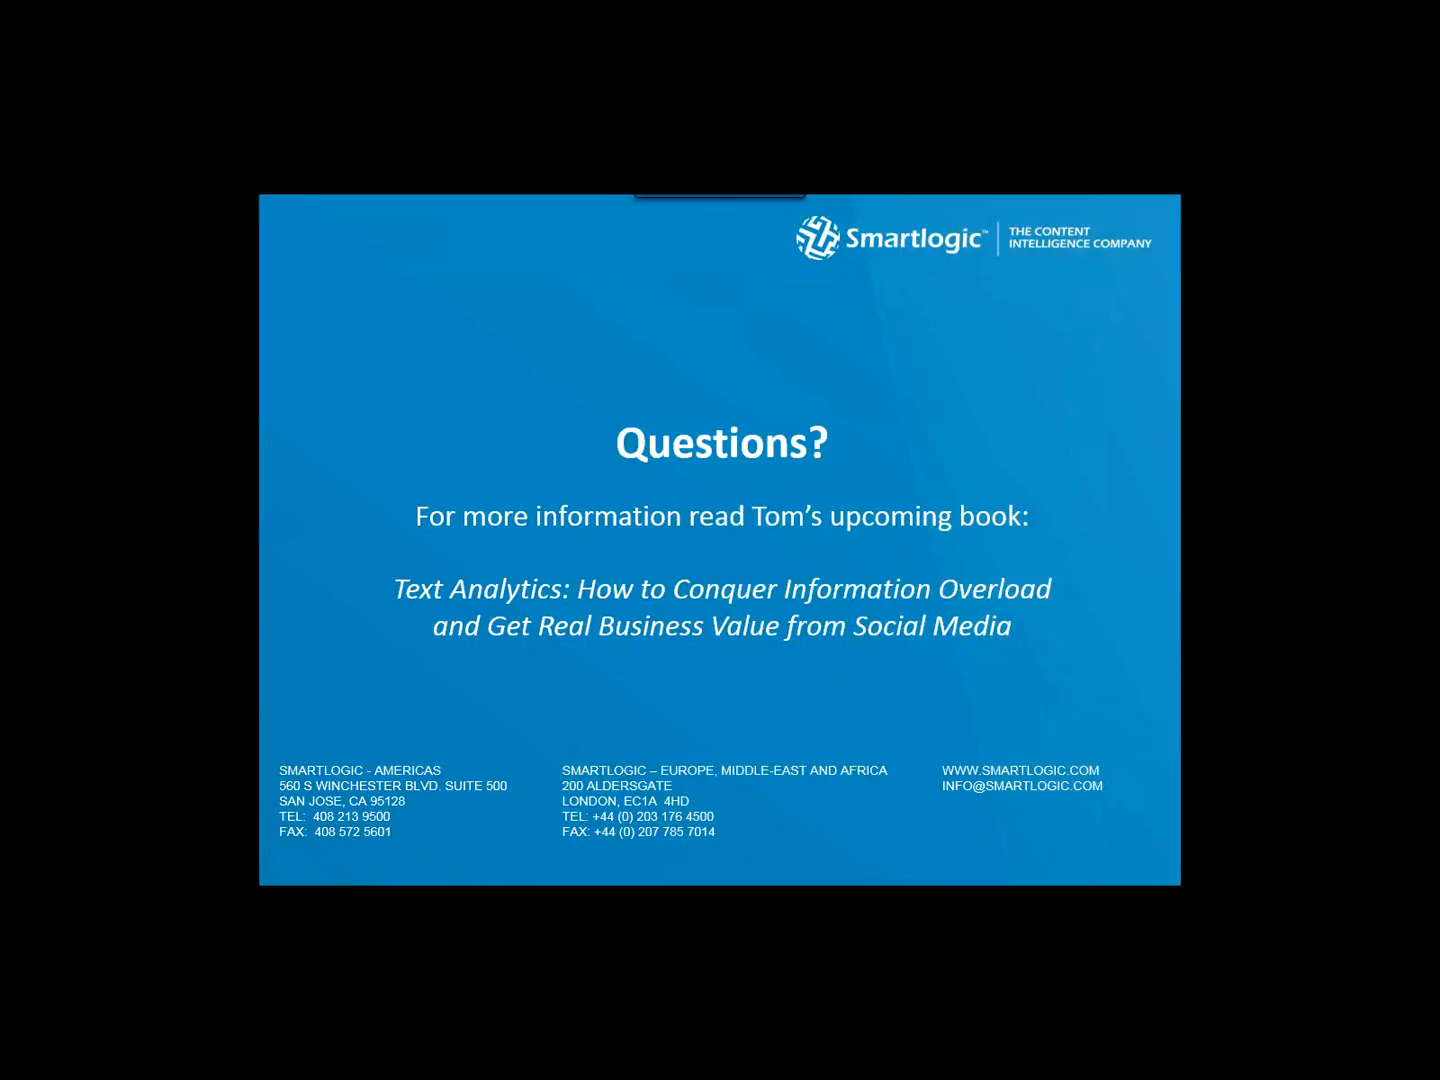 Smartlogic™
THE CONTENT
INTELLIGENCE COMPANY
Questions?
For more information read Tom’s upcoming book:
Text Analytics: How to Conquer Information Overload
and Get Real Business Value from Social Media
SMARTLOGIC - AMERICAS
560 S WINCHESTER BLVD. SUITE 500
SAN JOSE, CA 95128
TEL:  408 213 9500
FAX:  408 572 5601
SMARTLOGIC – EUROPE, MIDDLE-EAST AND AFRICA
200 ALDERSGATE
LONDON, EC1A  4HD
TEL: +44 (0) 203 176 4500
FAX: +44 (0) 207 785 7014
WWW.SMARTLOGIC.COM
INFO@SMARTLOGIC.COM